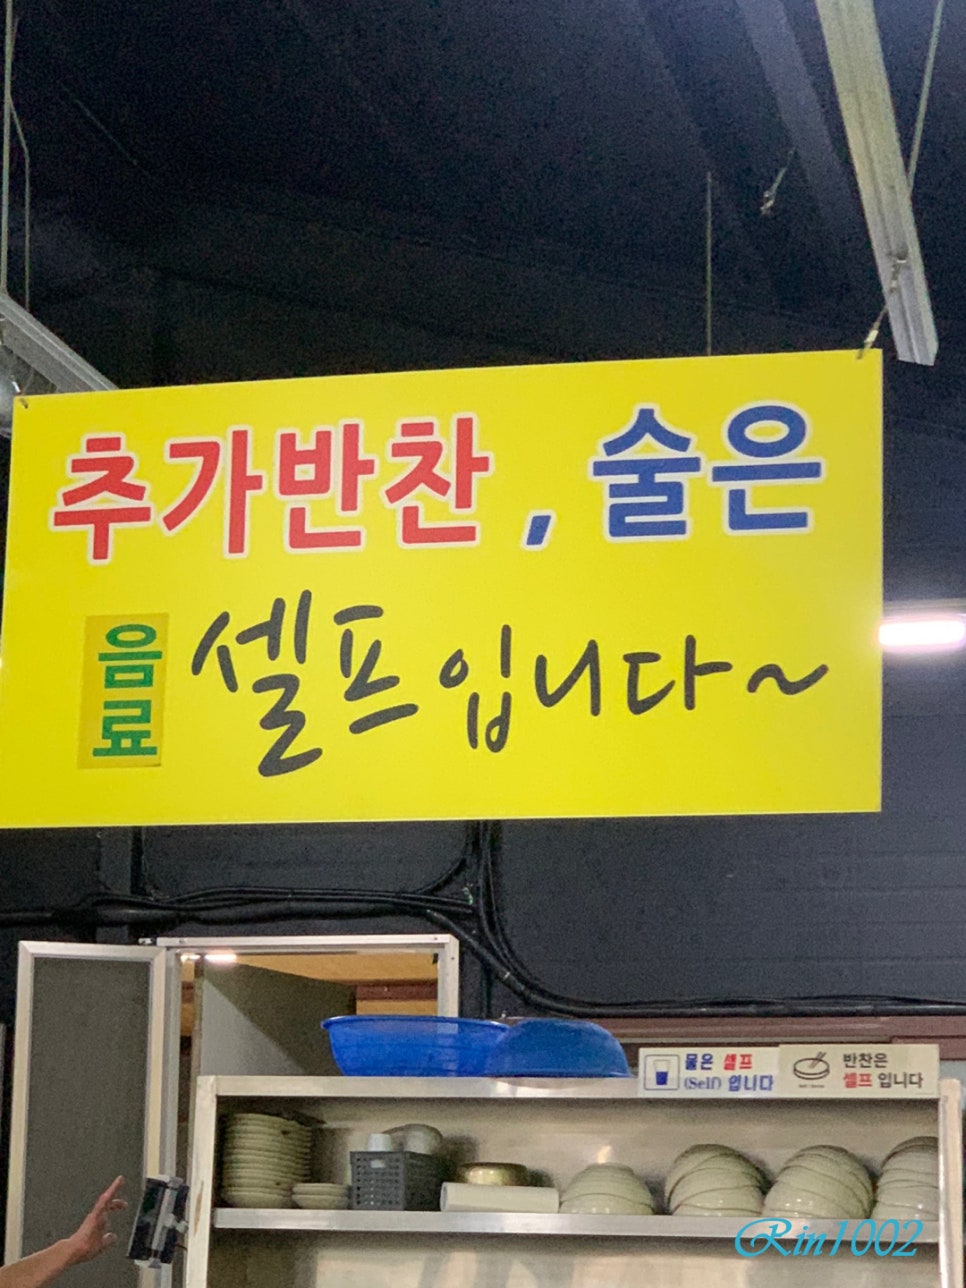 추가반찬, 술은
음료 셀프입니다~
물은 셀프
(Self) 입니다
반찬은
셀프 입니다
Rin1002